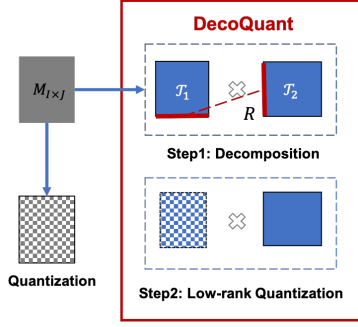 DecoQuant
M_{I×J}
𝒯_1
𝒯_2
R
Step1: Decomposition
Quantization
Step2: Low-rank Quantization